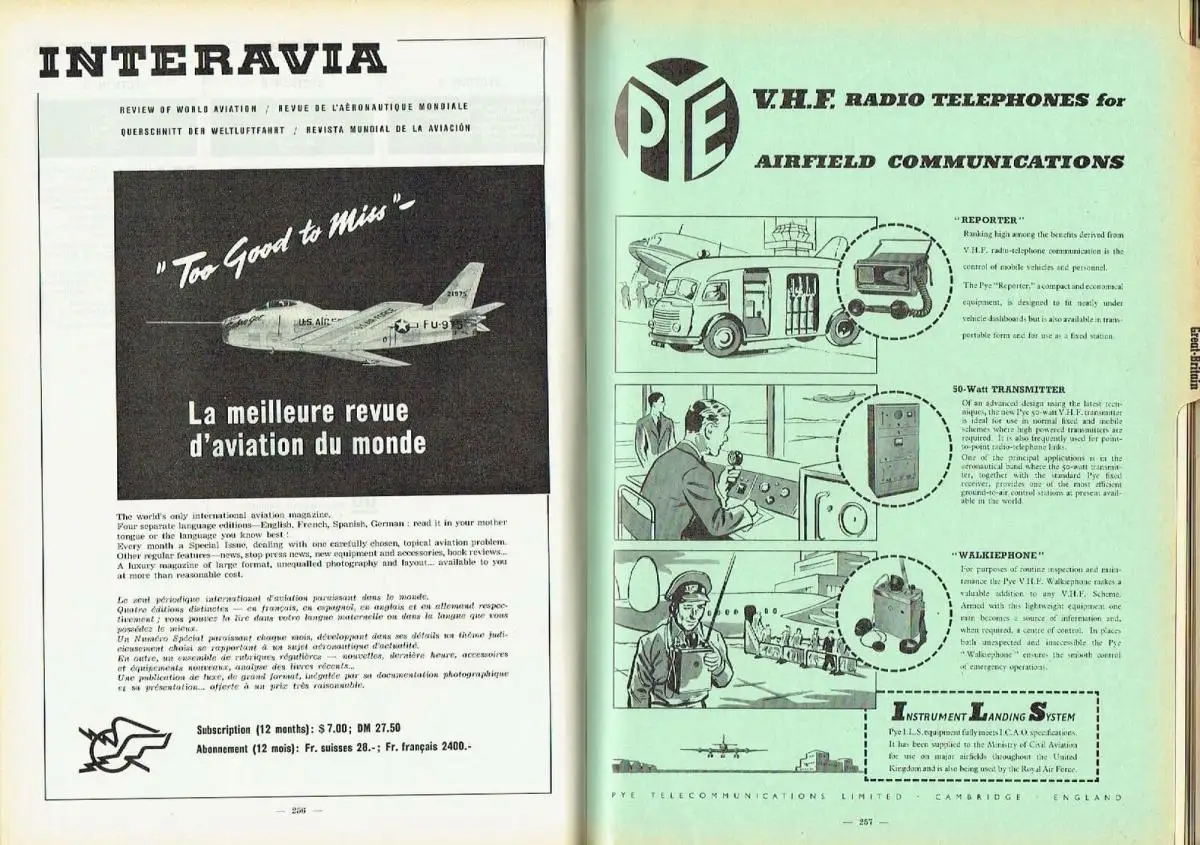 INTERAVIA
REVIEW OF WORLD AVIATION / REVUE DE L'AÉRONAUTIQUE MONDIALE
QUERSCHNITT DER WELTLUFTFAHRT / REVISTA MUNDIAL DE LA AVIACIÓN
"Too Good to Miss"—
21975
U.S. AIR FORCE
FU-975
La meilleure revue
d'aviation du monde
The world's only international aviation magazine.
Four separate language editions—English, French, Spanish, German : read it in your mother
tongue or the language you know best !
Every month a Special Issue, dealing with one carefully chosen, topical aviation problem.
Other regular features—news, stop press news, new equipment and accessories, book reviews...
A luxury magazine of large format, unequalled photography and layout... available to you
at more than reasonable cost.
Le seul périodique international d'aviation paraissant dans le monde.
Quatre éditions distinctes — en français, en espagnol, en anglais et en allemand respec-
tivement ; vous pouvez la lire dans votre langue maternelle ou dans la langue que vous
possédez le mieux.
Un Numéro Spécial paraissant chaque mois, développant dans ses détails un thème judi-
cieusement choisi se rapportant à un sujet aéronautique d'actualité.
En outre, un ensemble de rubriques régulières — nouvelles, dernière heure, accessoires
et équipements nouveaux, analyse des livres récents...
Une publication de luxe, de grand format, inégalée par sa documentation photographique
et sa présentation... offerte à un prix très raisonnable.
Subscription (12 months): $ 7.00; DM 27.50
Abonnement (12 mois): Fr. suisses 28.-; Fr. français 2400.-
— 256 —
PYE
V.H.F. RADIO TELEPHONES for
AIRFIELD COMMUNICATIONS
"REPORTER"
Ranking high among the benefits derived from
V.H.F. radio-telephone communication is the
control of mobile vehicles and personnel.
The Pye "Reporter," a compact and economical
equipment, is designed to fit neatly under
vehicle dashboards but is also available in trans-
portable form and for use as a fixed station.
50-Watt TRANSMITTER
Of an advanced design using the latest tech-
niques, the new Pye 50-watt V.H.F. transmitter
is ideal for use in normal fixed and mobile
schemes where high powered transmitters are
required. It is also frequently used for point-
to-point radio-telephone links.
One of the principal applications is in the
aeronautical band where the 50-watt transmit-
ter, together with the standard Pye fixed
receiver, provides one of the most efficient
ground-to-air control stations at present avail-
able in the world.
"WALKIEPHONE"
For purposes of routine inspection and main-
tenance the Pye V.H.F. Walkiephone makes a
valuable addition to any V.H.F. Scheme.
Armed with this lightweight equipment one
man becomes a source of information and,
when required, a centre of control. In places
both unexpected and inaccessible the Pye
"Walkiephone" ensures the smooth control
of emergency operations.
INSTRUMENT LANDING SYSTEM
Pye I.L.S. equipment fully meets I.C.A.O. specifications.
It has been supplied to the Ministry of Civil Aviation
for use on major airfields throughout the United
Kingdom and is also being used by the Royal Air Force.
PYE TELECOMMUNICATIONS LIMITED · CAMBRIDGE · ENGLAND
— 257 —
Great-Britain